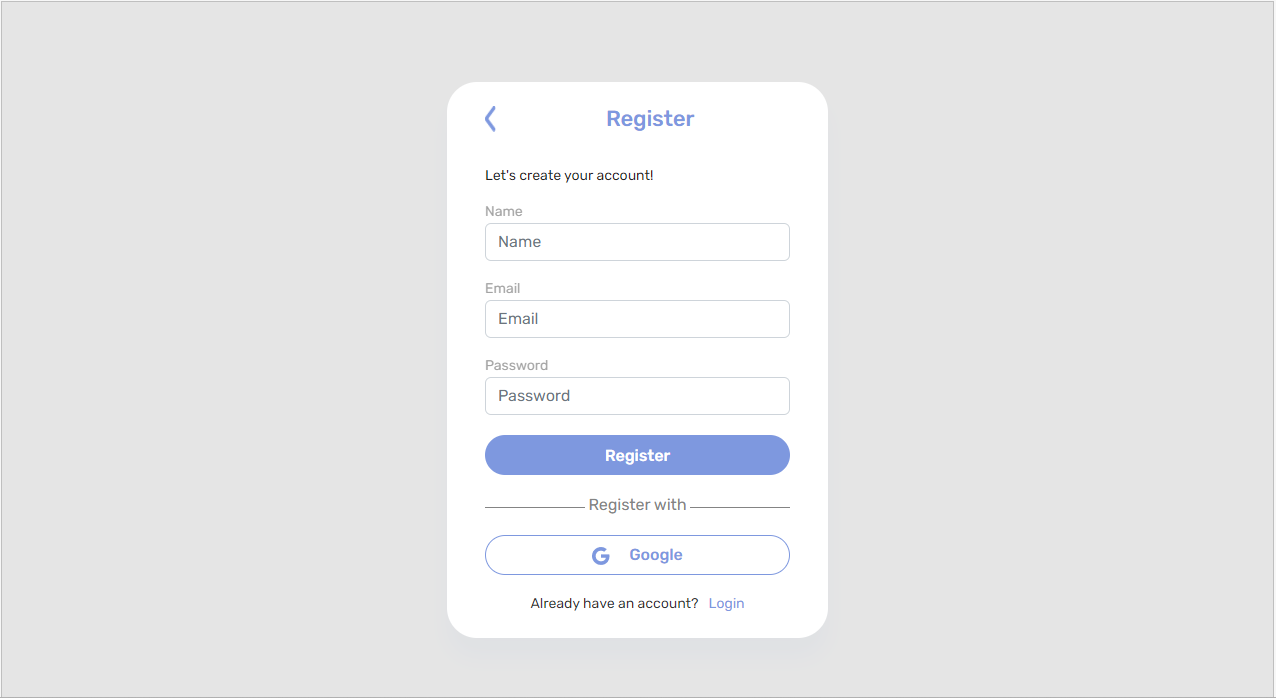 Register
Let's create your account!
Name
Name
Email
Email
Password
Password
Register
Register with
Google
Already have an account? Login